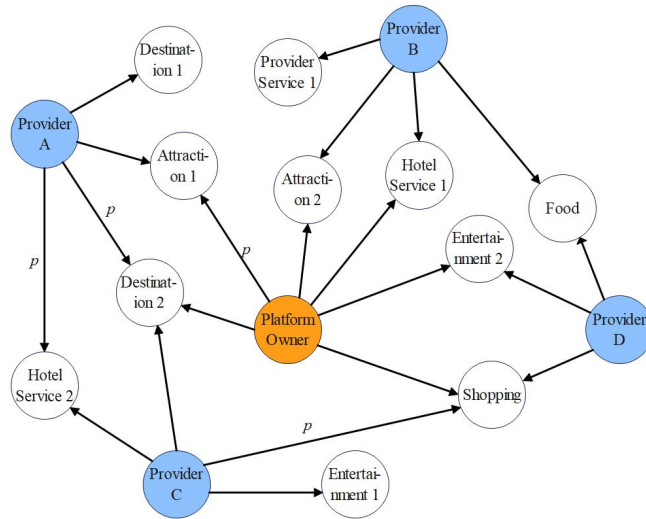 Destinat-
ion 1
Provider
B
Provider
Service 1
Provider
A
Attracti-
on 1
Attracti-
on 2
Hotel
Service 1
Food
p
p
p
Entertai-
nment 2
Destinat-
ion 2
Platform
Owner
Provider
D
Hotel
Service 2
Shopping
p
Provider
C
Entertai-
nment 1